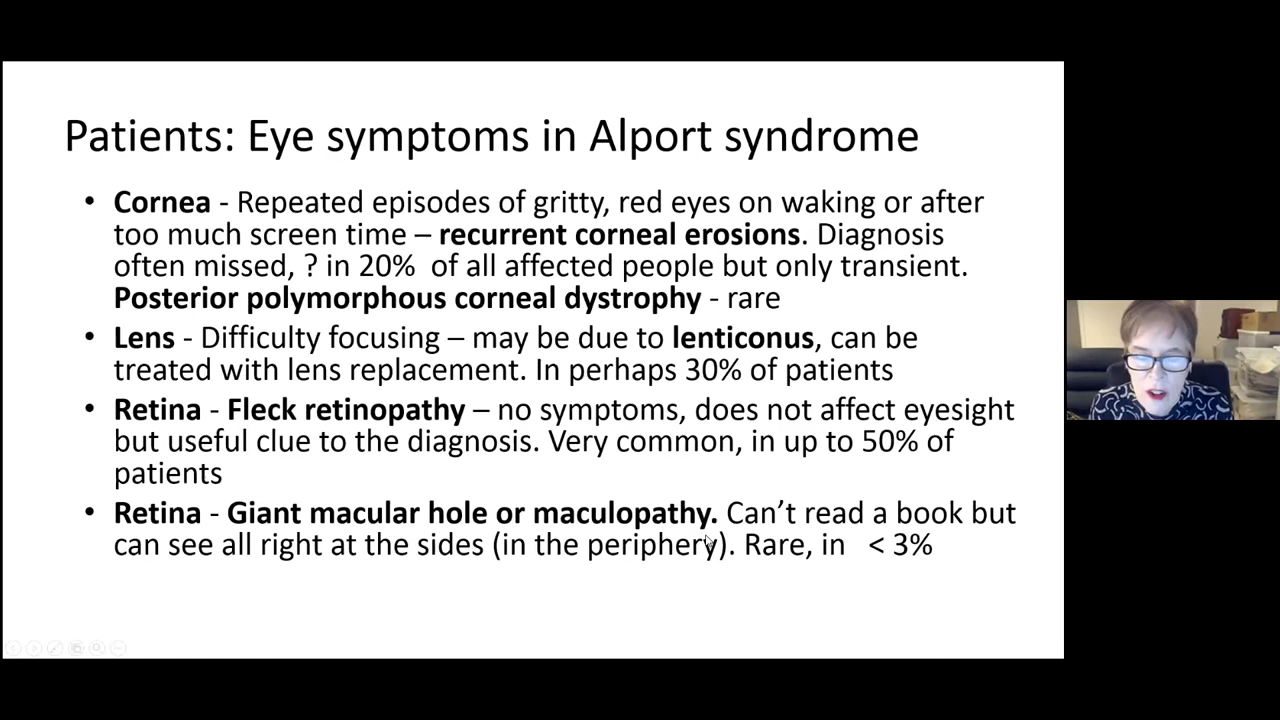 Patients: Eye symptoms in Alport syndrome
• Cornea - Repeated episodes of gritty, red eyes on waking or after
too much screen time – recurrent corneal erosions. Diagnosis
often missed, ? in 20% of all affected people but only transient.
Posterior polymorphous corneal dystrophy - rare
• Lens - Difficulty focusing – may be due to lenticonus, can be
treated with lens replacement. In perhaps 30% of patients
• Retina - Fleck retinopathy – no symptoms, does not affect eyesight
but useful clue to the diagnosis. Very common, in up to 50% of
patients
• Retina - Giant macular hole or maculopathy. Can’t read a book but
can see all right at the sides (in the periphery). Rare, in < 3%